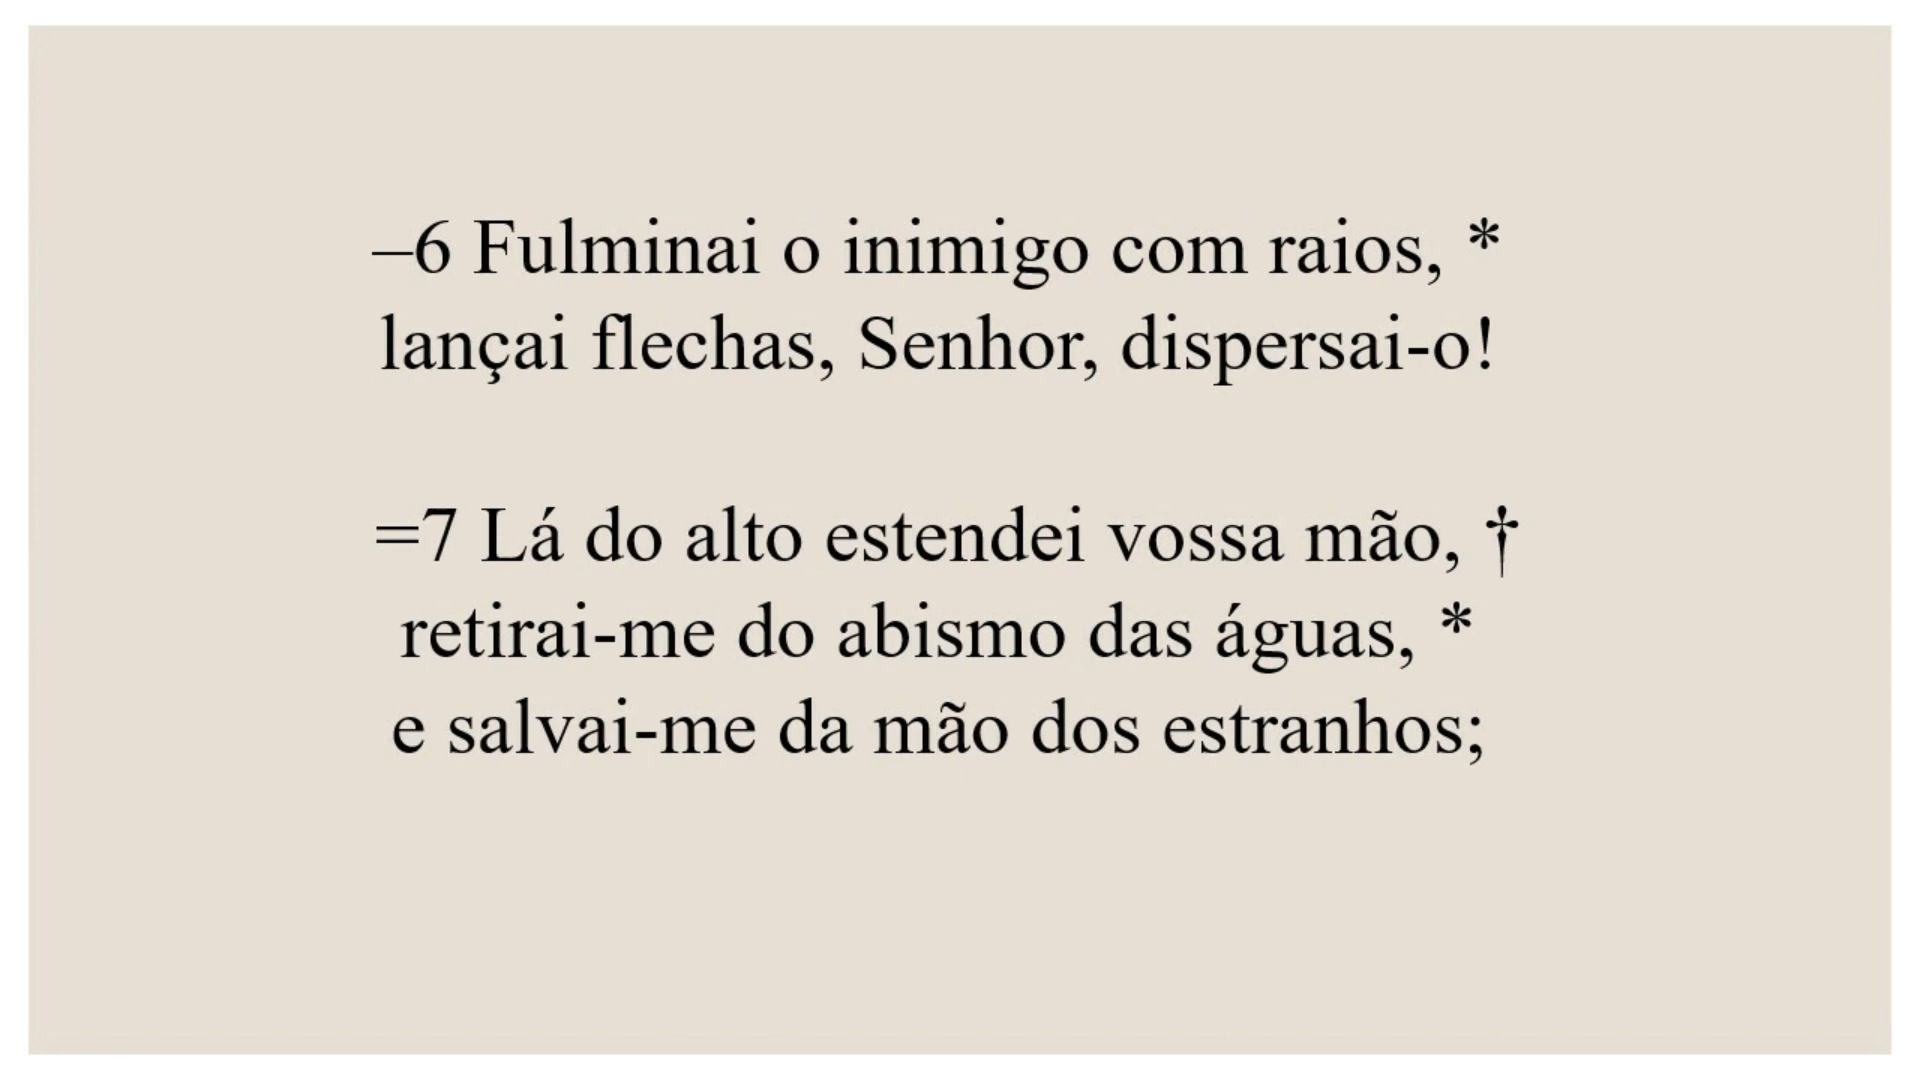 –6 Fulminai o inimigo com raios, *
lançai flechas, Senhor, dispersai-o!
=7 Lá do alto estendei vossa mão, †
retirai-me do abismo das águas, *
e salvai-me da mão dos estranhos;